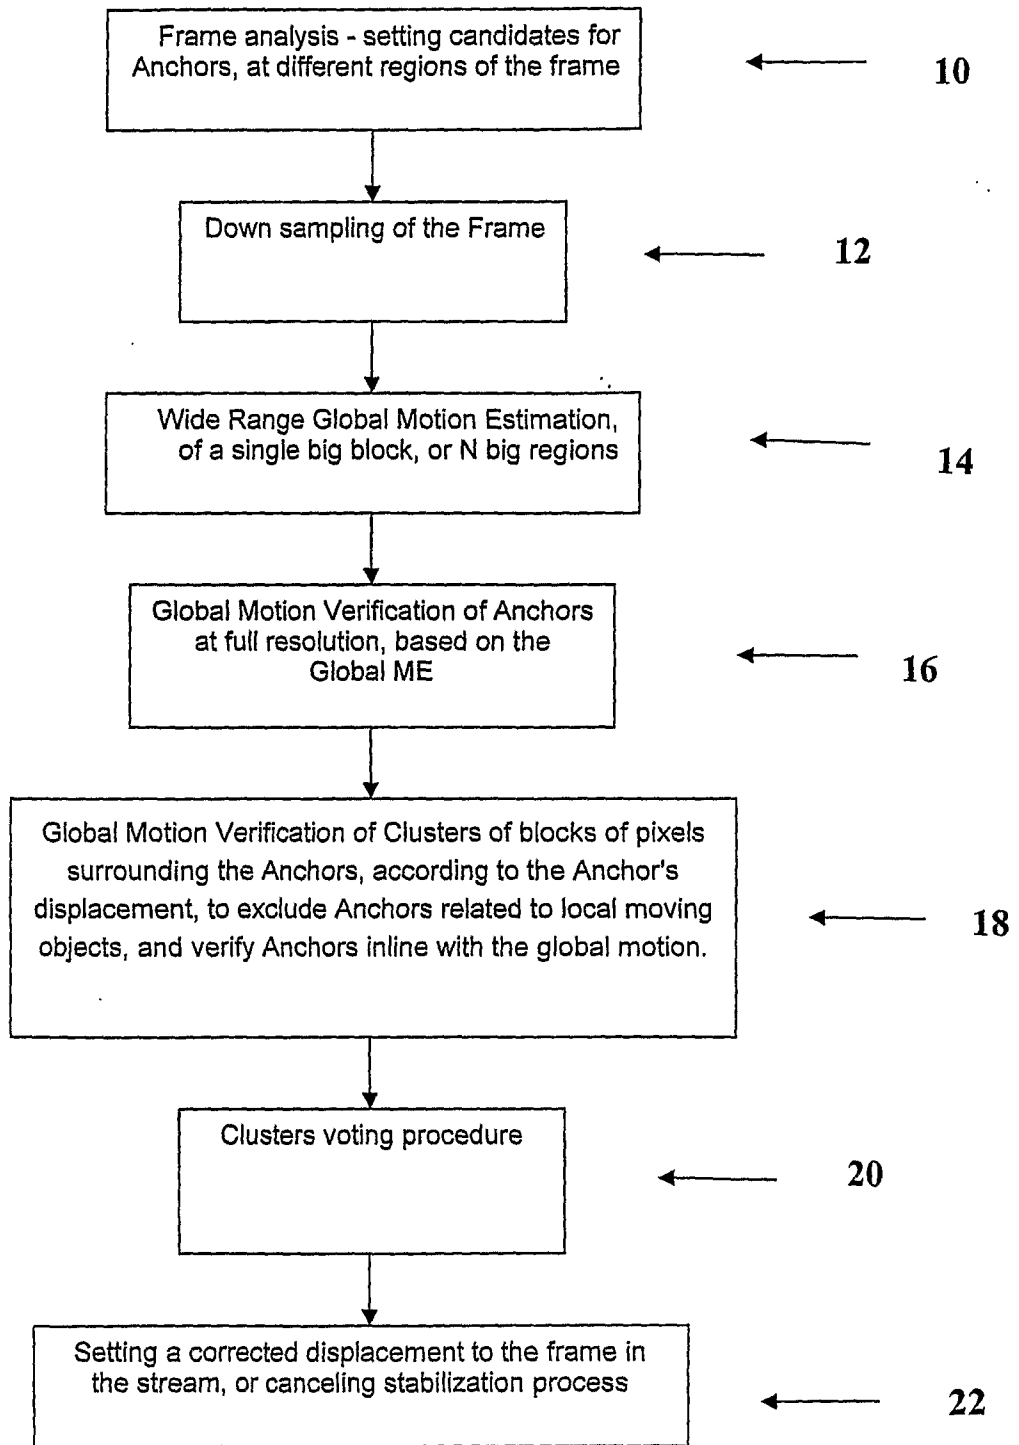 Frame analysis - setting candidates for
Anchors, at different regions of the frame
10
Down sampling of the Frame
12
Wide Range Global Motion Estimation,
of a single big block, or N big regions
14
Global Motion Verification of Anchors
at full resolution, based on the
Global ME
16
Global Motion Verification of Clusters of blocks of pixels
surrounding the Anchors, according to the Anchor's
displacement, to exclude Anchors related to local moving
objects, and verify Anchors inline with the global motion.
18
Clusters voting procedure
20
Setting a corrected displacement to the frame in
the stream, or canceling stabilization process
22